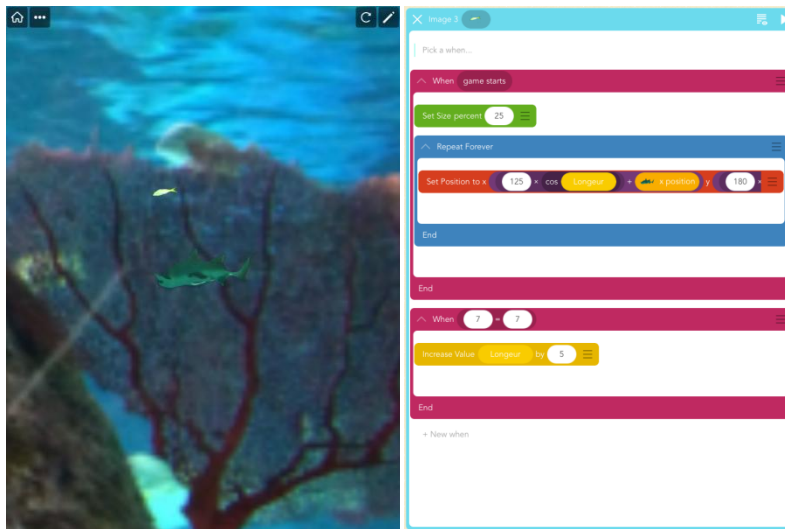 Image 3
Pick a when...
When game starts
Set Size percent 25
Repeat Forever
Set Position to x 125 × cos Longeur + x position y 180 ×
End
End
When 7 = 7
Increase Value Longeur by 5
End
+ New when